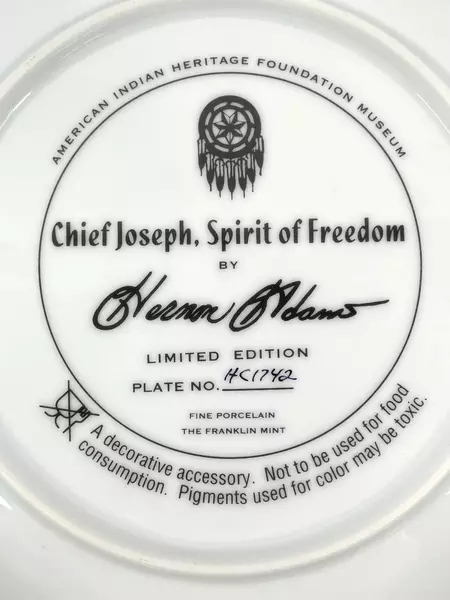 AMERICAN INDIAN HERITAGE FOUNDATION MUSEUM
Chief Joseph, Spirit of Freedom
BY
Hernon Adams
LIMITED EDITION
PLATE NO. HC1742
FINE PORCELAIN
THE FRANKLIN MINT
A decorative accessory. Not to be used for food
consumption. Pigments used for color may be toxic.